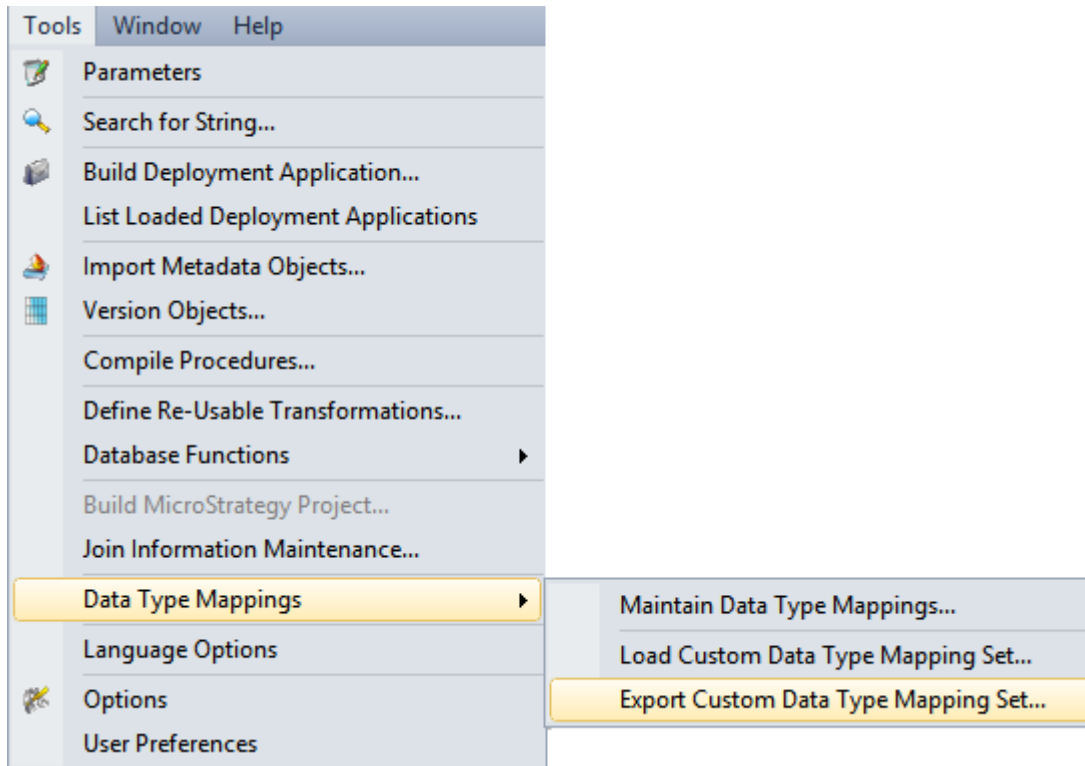 Tools Window Help
Parameters
Search for String...
Build Deployment Application...
List Loaded Deployment Applications
Import Metadata Objects...
Version Objects...
Compile Procedures...
Define Re-Usable Transformations...
Database Functions
Build MicroStrategy Project...
Join Information Maintenance...
Data Type Mappings
Maintain Data Type Mappings...
Language Options
Load Custom Data Type Mapping Set...
Options
Export Custom Data Type Mapping Set...
User Preferences